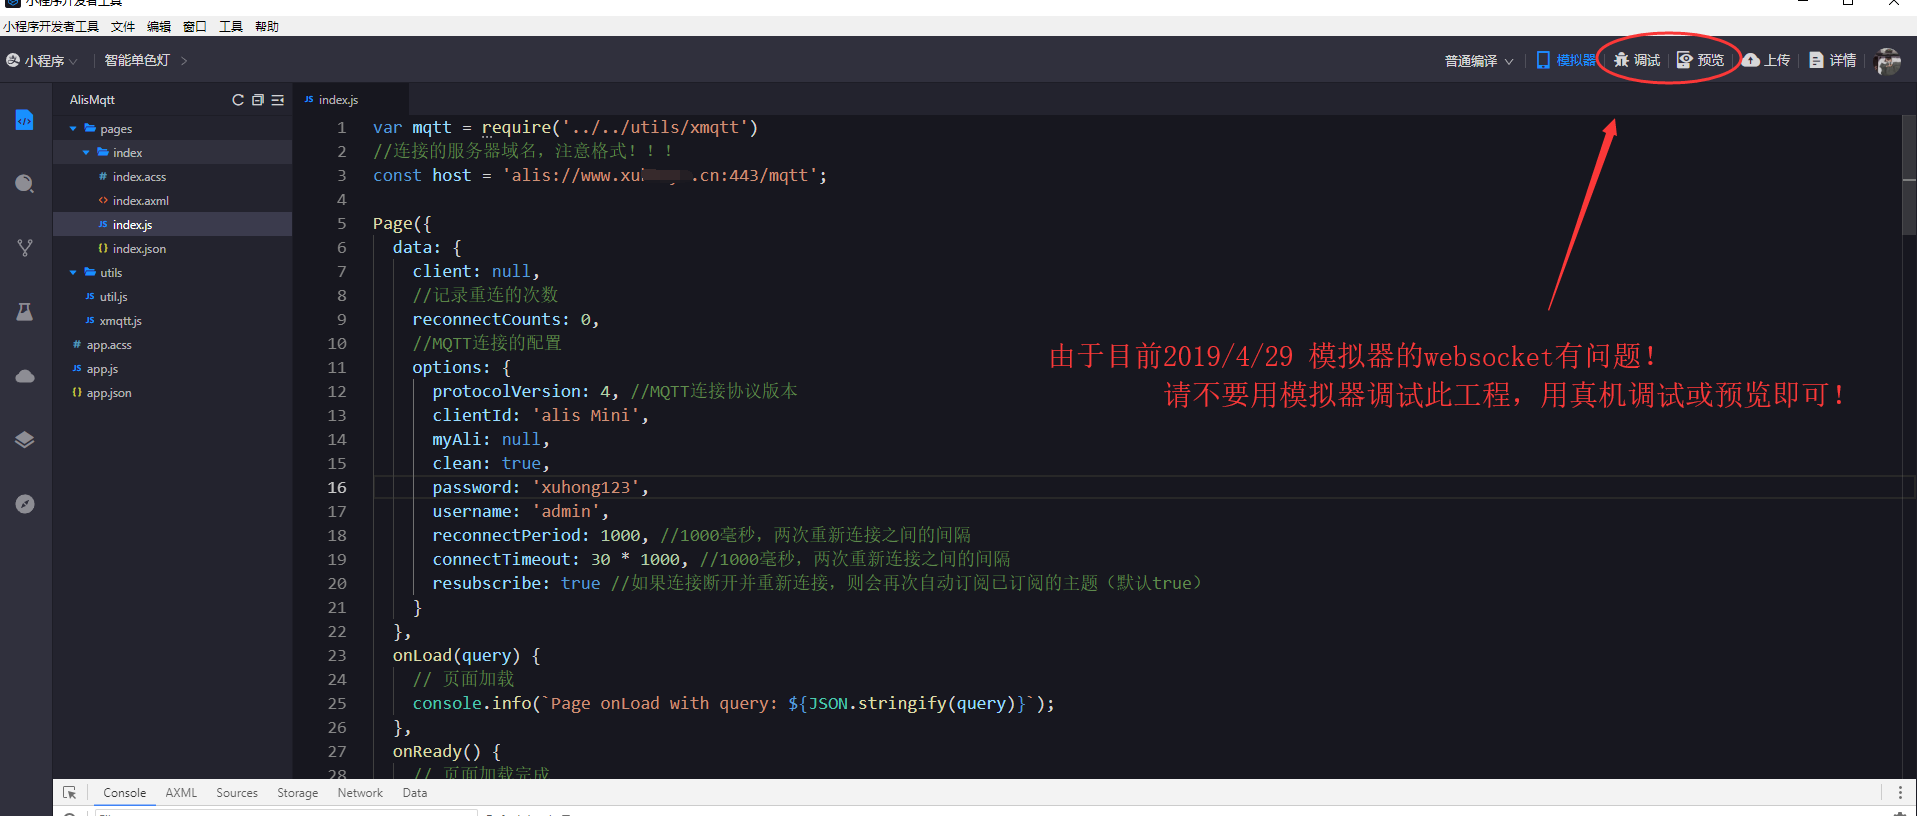 小程序开发者工具
小程序开发者工具 文件 编辑 窗口 工具 帮助
小程序 智能单色灯 普通编译 模拟器 调试 预览 上传 详情
AlisMqtt
pages
index
index.acss
index.axml
index.js
index.json
utils
util.js
xmqtt.js
app.acss
app.js
app.json
JS index.js
1 var mqtt = require('../../utils/xmqtt')
2 //连接的服务器域名，注意格式！！！
3 const host = 'alis://www.xu .cn:443/mqtt';
4
5 Page({
6 data: {
7 client: null,
8 //记录重连的次数
9 reconnectCounts: 0,
10 //MQTT连接的配置
11 options: {
12 protocolVersion: 4, //MQTT连接协议版本
13 clientId: 'alis Mini',
14 myAli: null,
15 clean: true,
16 password: 'xuhong123',
17 username: 'admin',
18 reconnectPeriod: 1000, //1000毫秒，两次重新连接之间的间隔
19 connectTimeout: 30 * 1000, //1000毫秒，两次重新连接之间的间隔
20 resubscribe: true //如果连接断开并重新连接，则会再次自动订阅已订阅的主题（默认true）
21 }
22 },
23 onLoad(query) {
24 // 页面加载
25 console.info(`Page onLoad with query: ${JSON.stringify(query)}`);
26 },
27 onReady() {
28 // 页面加载完成
由于目前2019/4/29 模拟器的websocket有问题！
请不要用模拟器调试此工程，用真机调试或预览即可！
Console AXML Sources Storage Network Data